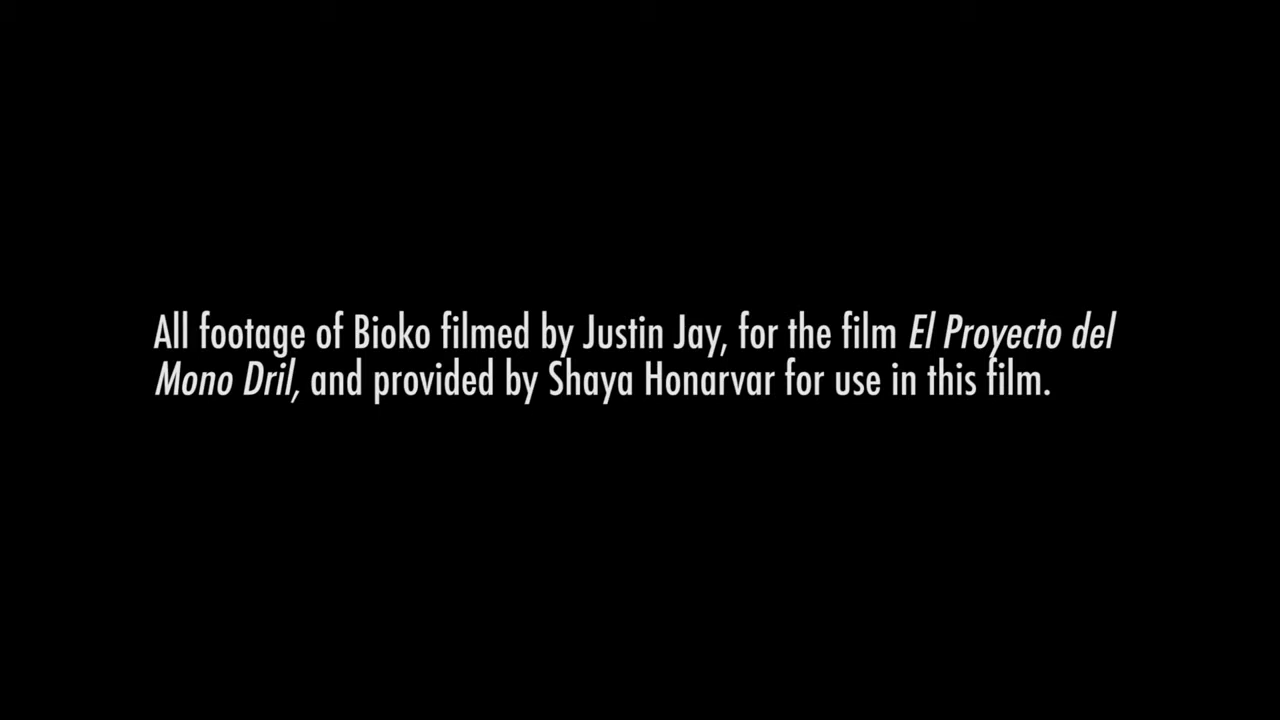 All footage of Bioko filmed by Justin Jay, for the film El Proyecto del
Mono Dril, and provided by Shaya Honarvar for use in this film.